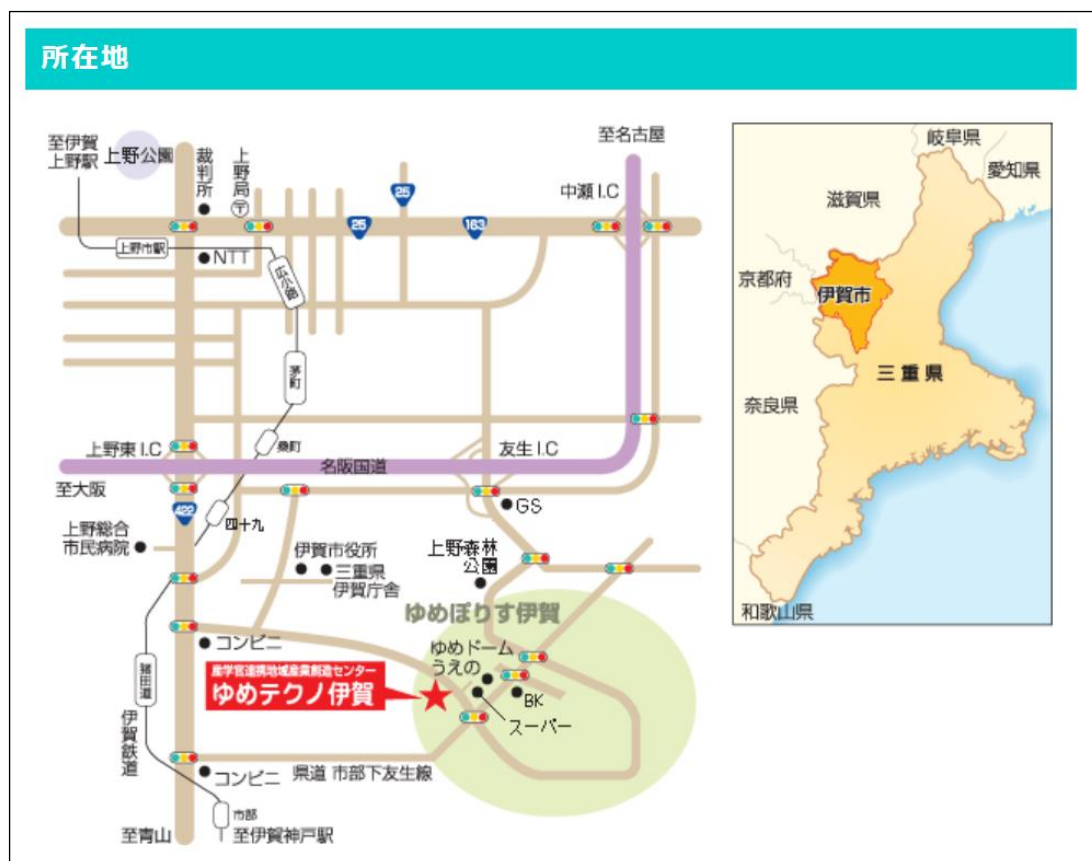 所在地
至伊賀
上野駅
上野公園
裁判所
上野局
〒
25
25
163
至名古屋
中瀬 I.C
上野市駅
NTT
広小路
茅町
桑町
上野東 I.C
名阪国道
友生 I.C
至大阪
422
四十九
GS
上野総合
市民病院
伊賀市役所
三重県
伊賀庁舎
上野森林
公園
ゆめぽりす伊賀
コンビニ
ゆめドーム
うえの
産学官連携地域産業創造センター
ゆめテクノ伊賀
BK
スーパー
猪田道
伊賀鉄道
コンビニ
県道 市部下友生線
市部
至青山
至伊賀神戸駅
岐阜県
愛知県
滋賀県
京都府
伊賀市
三重県
奈良県
和歌山県